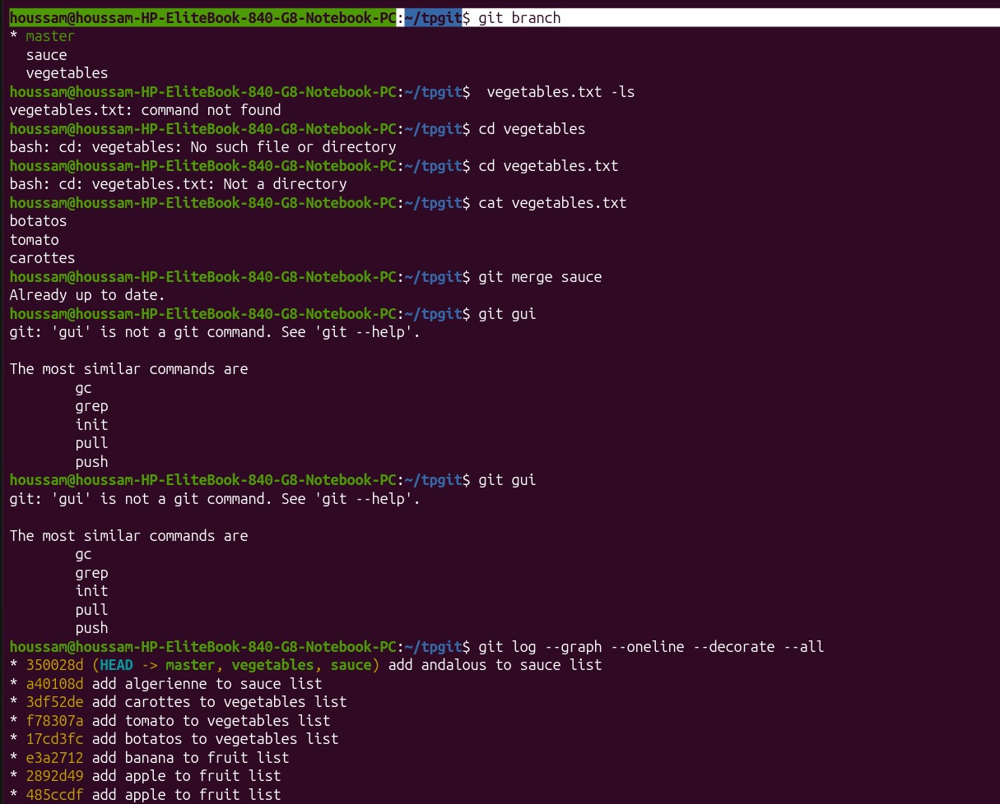 houssam@houssam-HP-EliteBook-840-G8-Notebook-PC:~/tpgit$ git branch
* master
  sauce
  vegetables
houssam@houssam-HP-EliteBook-840-G8-Notebook-PC:~/tpgit$  vegetables.txt -ls
vegetables.txt: command not found
houssam@houssam-HP-EliteBook-840-G8-Notebook-PC:~/tpgit$ cd vegetables
bash: cd: vegetables: No such file or directory
houssam@houssam-HP-EliteBook-840-G8-Notebook-PC:~/tpgit$ cd vegetables.txt
bash: cd: vegetables.txt: Not a directory
houssam@houssam-HP-EliteBook-840-G8-Notebook-PC:~/tpgit$ cat vegetables.txt
botatos
tomato
carottes
houssam@houssam-HP-EliteBook-840-G8-Notebook-PC:~/tpgit$ git merge sauce
Already up to date.
houssam@houssam-HP-EliteBook-840-G8-Notebook-PC:~/tpgit$ git gui
git: 'gui' is not a git command. See 'git --help'.

The most similar commands are
        gc
        grep
        init
        pull
        push
houssam@houssam-HP-EliteBook-840-G8-Notebook-PC:~/tpgit$ git gui
git: 'gui' is not a git command. See 'git --help'.

The most similar commands are
        gc
        grep
        init
        pull
        push
houssam@houssam-HP-EliteBook-840-G8-Notebook-PC:~/tpgit$ git log --graph --oneline --decorate --all
* 350028d (HEAD -> master, vegetables, sauce) add andalous to sauce list
* a40108d add algerienne to sauce list
* 3df52de add carottes to vegetables list
* f78307a add tomato to vegetables list
* 17cd3fc add botatos to vegetables list
* e3a2712 add banana to fruit list
* 2892d49 add apple to fruit list
* 485ccdf add apple to fruit list